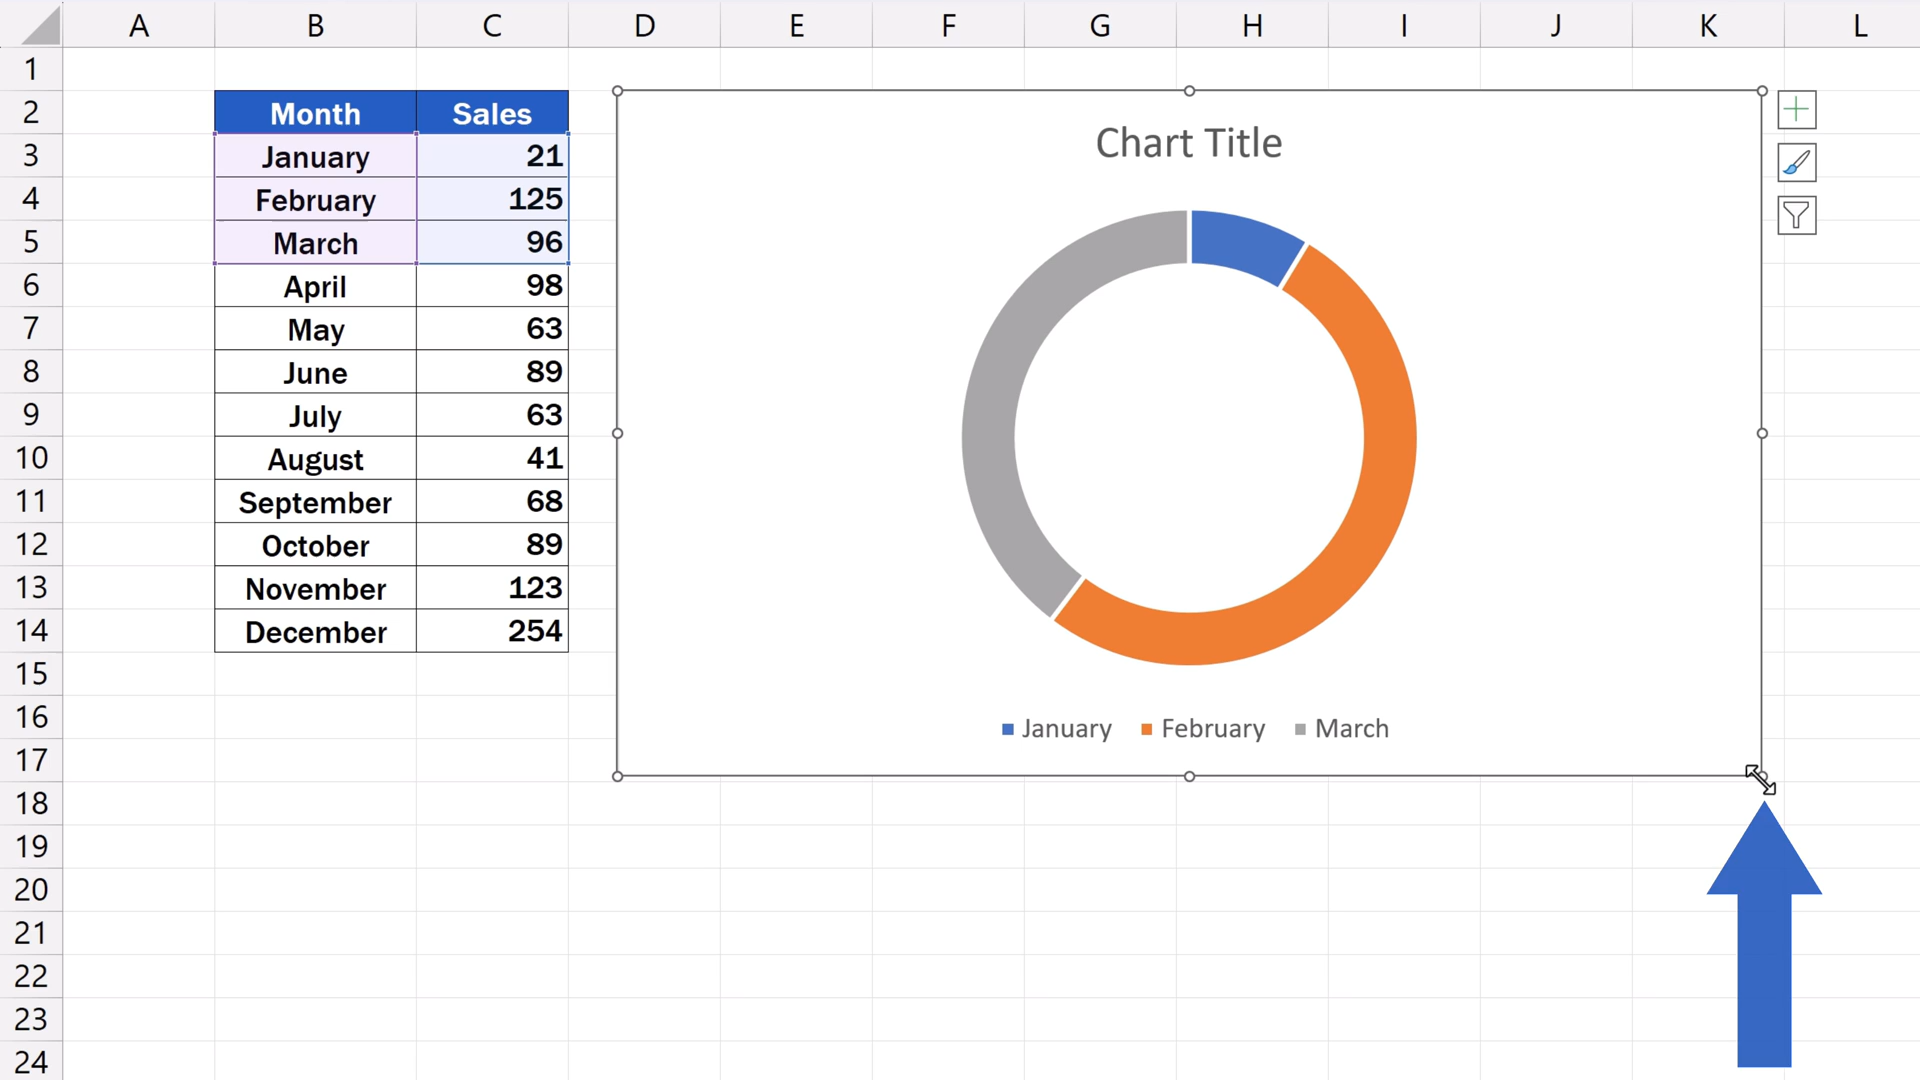 A B C D E F G H I J K L
1
2 Month Sales
3 January 21
4 February 125
5 March 96
6 April 98
7 May 63
8 June 89
9 July 63
10 August 41
11 September 68
12 October 89
13 November 123
14 December 254
15
16
17
18
19
20
21
22
23
24
Chart Title
January February March